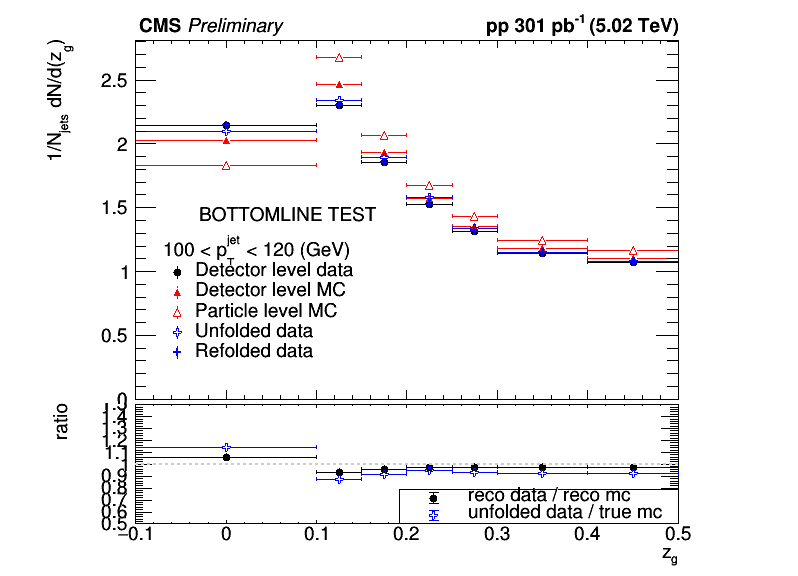 CMS Preliminary pp 301 pb⁻¹ (5.02 TeV)
1/N_jets dN/d(z_g)
2.5
2
1.5
1
0.5
0
BOTTOMLINE TEST
100 < p_T^jet < 120 (GeV)
Detector level data
Detector level MC
Particle level MC
Unfolded data
Refolded data
ratio
1.5
1.4
1.3
1.2
1.1
1
0.9
0.8
0.7
0.6
0.5
reco data / reco mc
unfolded data / true mc
−0.1 0 0.1 0.2 0.3 0.4 0.5
z_g